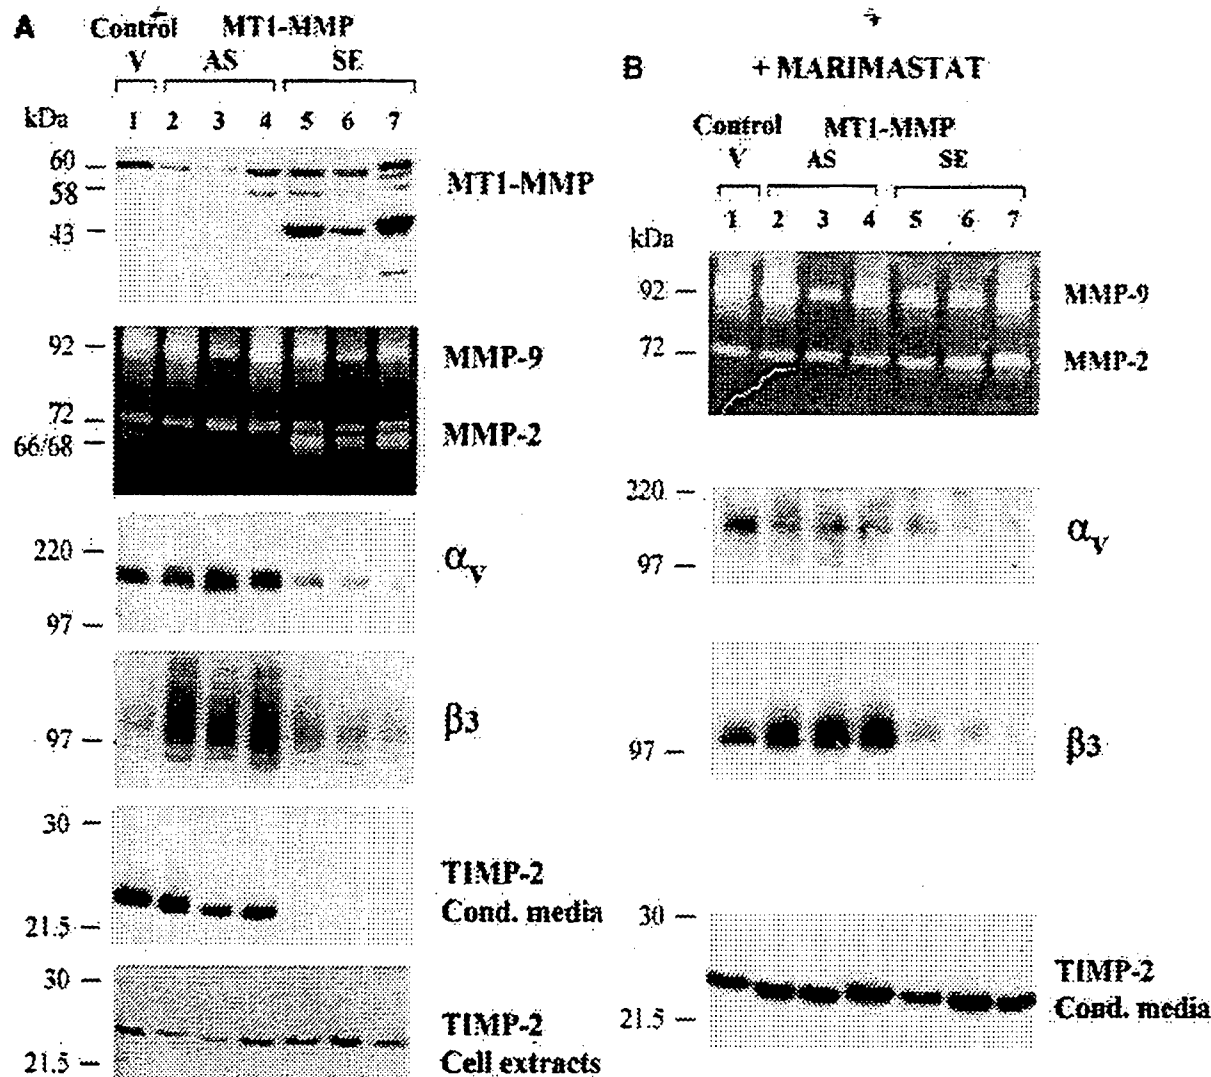 A Control MT1-MMP
V AS SE
kDa 1 2 3 4 5 6 7
60
58
43
MT1-MMP
92
72
66/68
MMP-9
MMP-2
220
97
αv
97
β3
30
21.5
TIMP-2
Cond. media
30
21.5
TIMP-2
Cell extracts
B + MARIMASTAT
Control MT1-MMP
V AS SE
1 2 3 4 5 6 7
kDa
92
72
MMP-9
MMP-2
220
97
αv
97
β3
30
21.5
TIMP-2
Cond. media